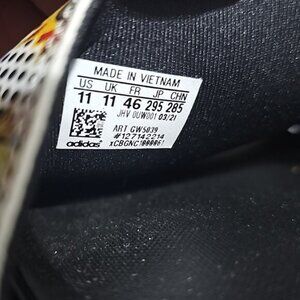 MADE IN VIETNAM
US UK FR JP CHN
11 11 46 295 285
JHV 0UW001 03/21
ART GW5039
#127142214
adidas